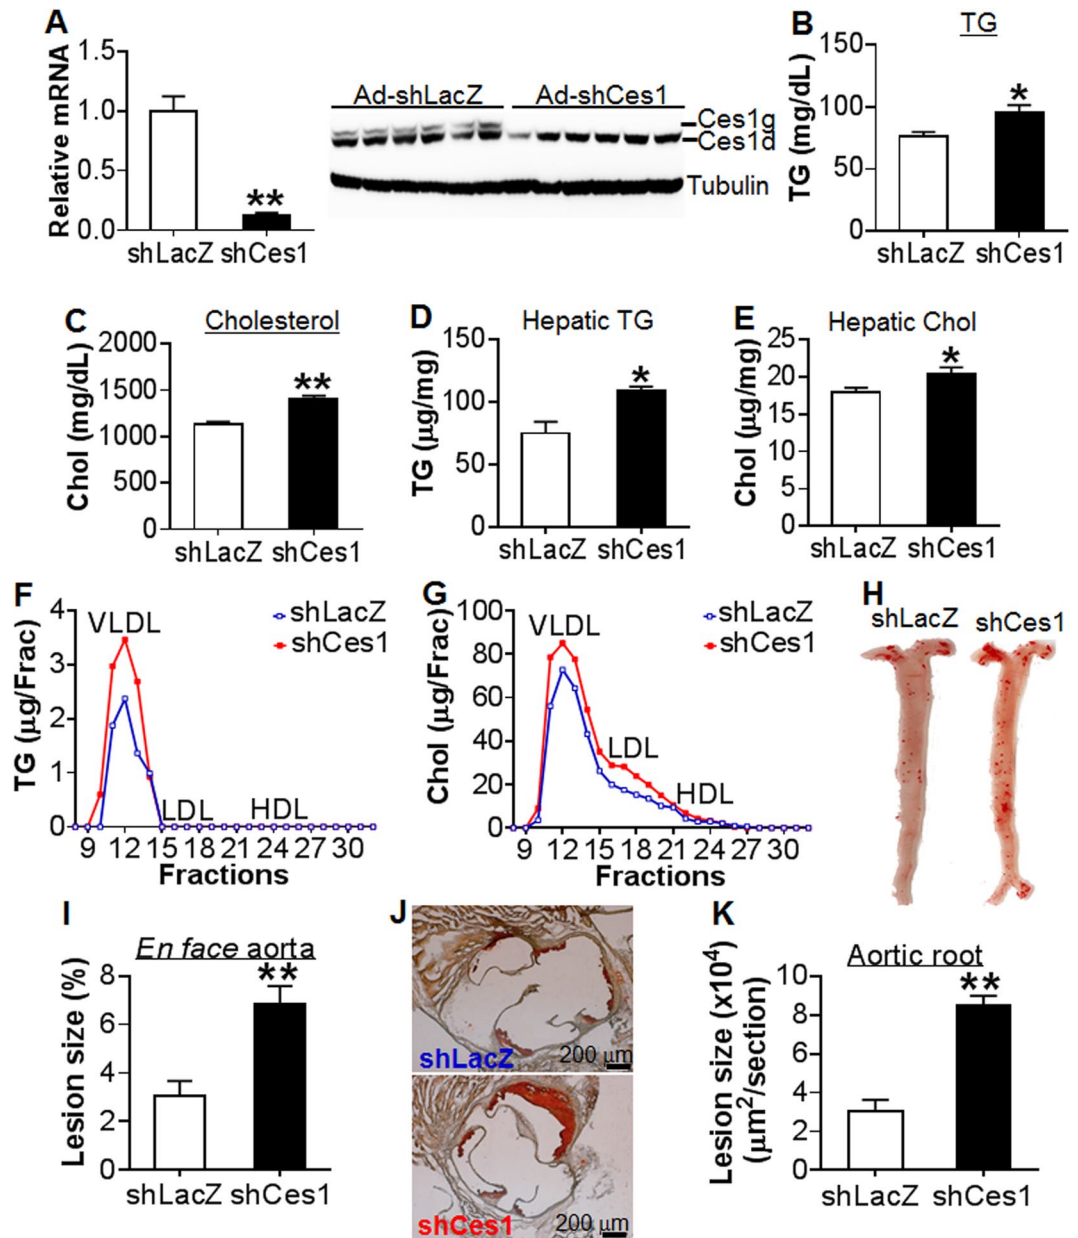 A
Relative mRNA
1.5
1.0
0.5
0.0
**
shLacZ shCes1
Ad-shLacZ Ad-shCes1
Ces1g
Ces1d
Tubulin
B
TG
TG (mg/dL)
150
100
50
0
*
shLacZ shCes1
C
Cholesterol
Chol (mg/dL)
2000
1500
1000
500
0
**
shLacZ shCes1
D
Hepatic TG
TG (µg/mg)
150
100
50
0
*
shLacZ shCes1
E
Hepatic Chol
Chol (µg/mg)
25
20
15
10
5
0
*
shLacZ shCes1
F
TG (µg/Frac)
4
3
2
1
0
VLDL
LDL
HDL
shLacZ
shCes1
9 12 15 18 21 24 27 30
Fractions
G
Chol (µg/Frac)
100
80
60
40
20
0
VLDL
LDL
HDL
shLacZ
shCes1
9 12 15 18 21 24 27 30
Fractions
H
shLacZ shCes1
I
En face aorta
Lesion size (%)
8
6
4
2
0
**
shLacZ shCes1
J
shLacZ
200 µm
shCes1
200 µm
K
Aortic root
Lesion size (x10⁴)
(µm²/section)
10
8
6
4
2
0
**
shLacZ shCes1